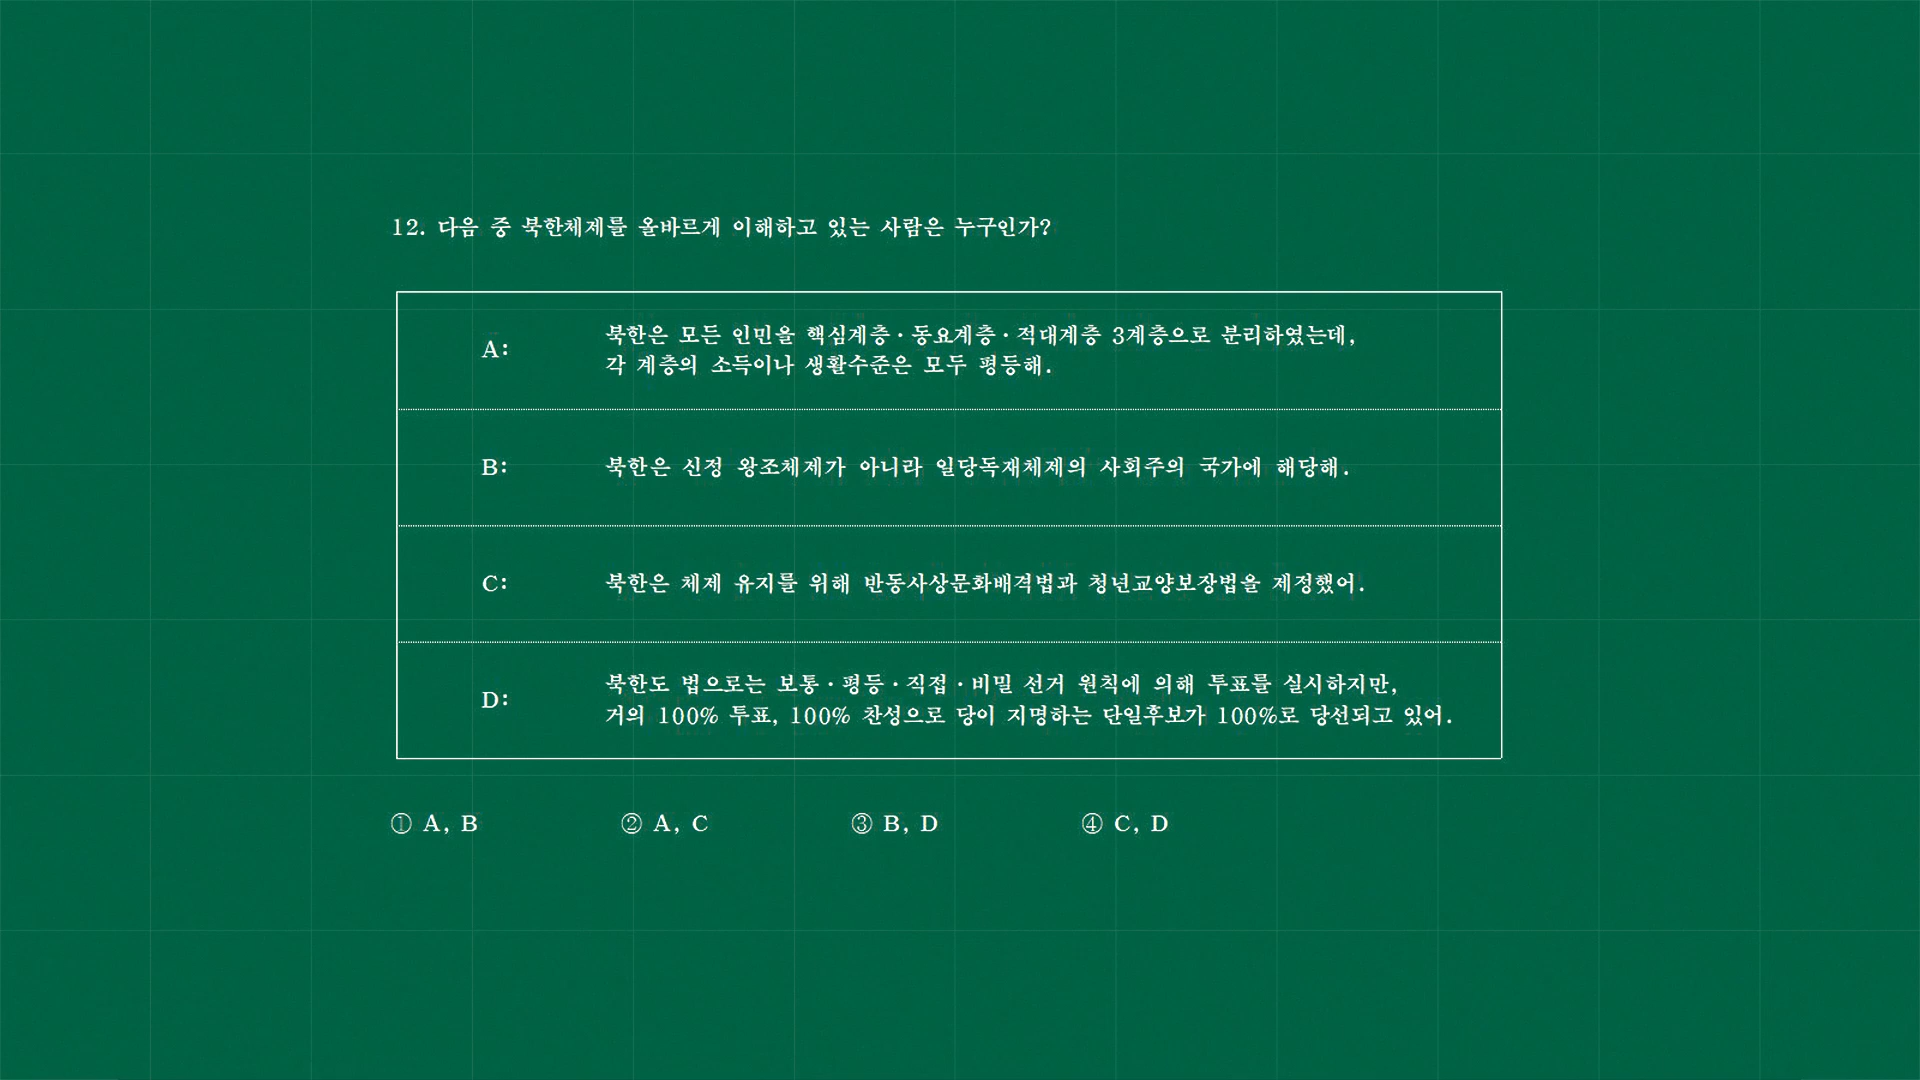 12. 다음 중 북한체제를 올바르게 이해하고 있는 사람은 누구인가?
A:
북한은 모든 인민을 핵심계층·동요계층·적대계층 3계층으로 분리하였는데,
각 계층의 소득이나 생활수준은 모두 평등해.
B:
북한은 신정 왕조체제가 아니라 일당독재체제의 사회주의 국가에 해당해.
C:
북한은 체제 유지를 위해 반동사상문화배격법과 청년교양보장법을 제정했어.
D:
북한도 법으로는 보통·평등·직접·비밀 선거 원칙에 의해 투표를 실시하지만,
거의 100% 투표, 100% 찬성으로 당이 지명하는 단일후보가 100%로 당선되고 있어.
① A, B ② A, C ③ B, D ④ C, D